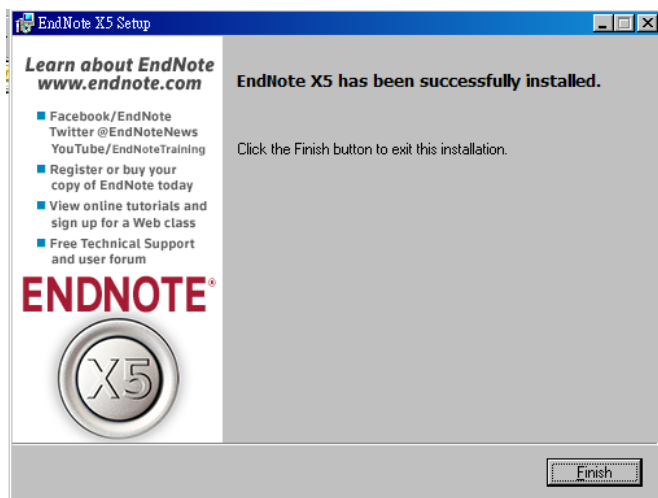 EndNote X5 Setup
Learn about EndNote
www.endnote.com
Facebook/EndNote
Twitter @EndNoteNews
YouTube/EndNoteTraining
Register or buy your
copy of EndNote today
View online tutorials and
sign up for a Web class
Free Technical Support
and user forum
ENDNOTE®
X5
EndNote X5 has been successfully installed.
Click the Finish button to exit this installation.
Finish